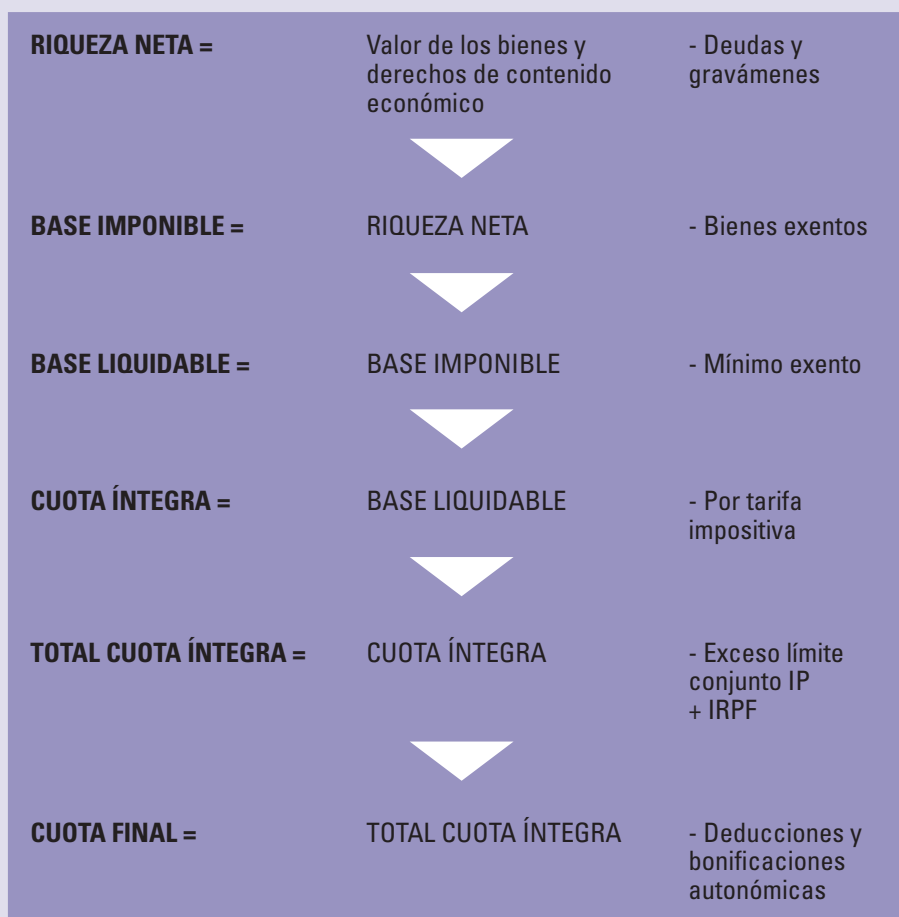 RIQUEZA NETA = Valor de los bienes y - Deudas y
derechos de contenido gravámenes
económico
BASE IMPONIBLE = RIQUEZA NETA - Bienes exentos
BASE LIQUIDABLE = BASE IMPONIBLE - Mínimo exento
CUOTA ÍNTEGRA = BASE LIQUIDABLE - Por tarifa
impositiva
TOTAL CUOTA ÍNTEGRA = CUOTA ÍNTEGRA - Exceso límite
conjunto IP
+ IRPF
CUOTA FINAL = TOTAL CUOTA ÍNTEGRA - Deducciones y
bonificaciones
autonómicas